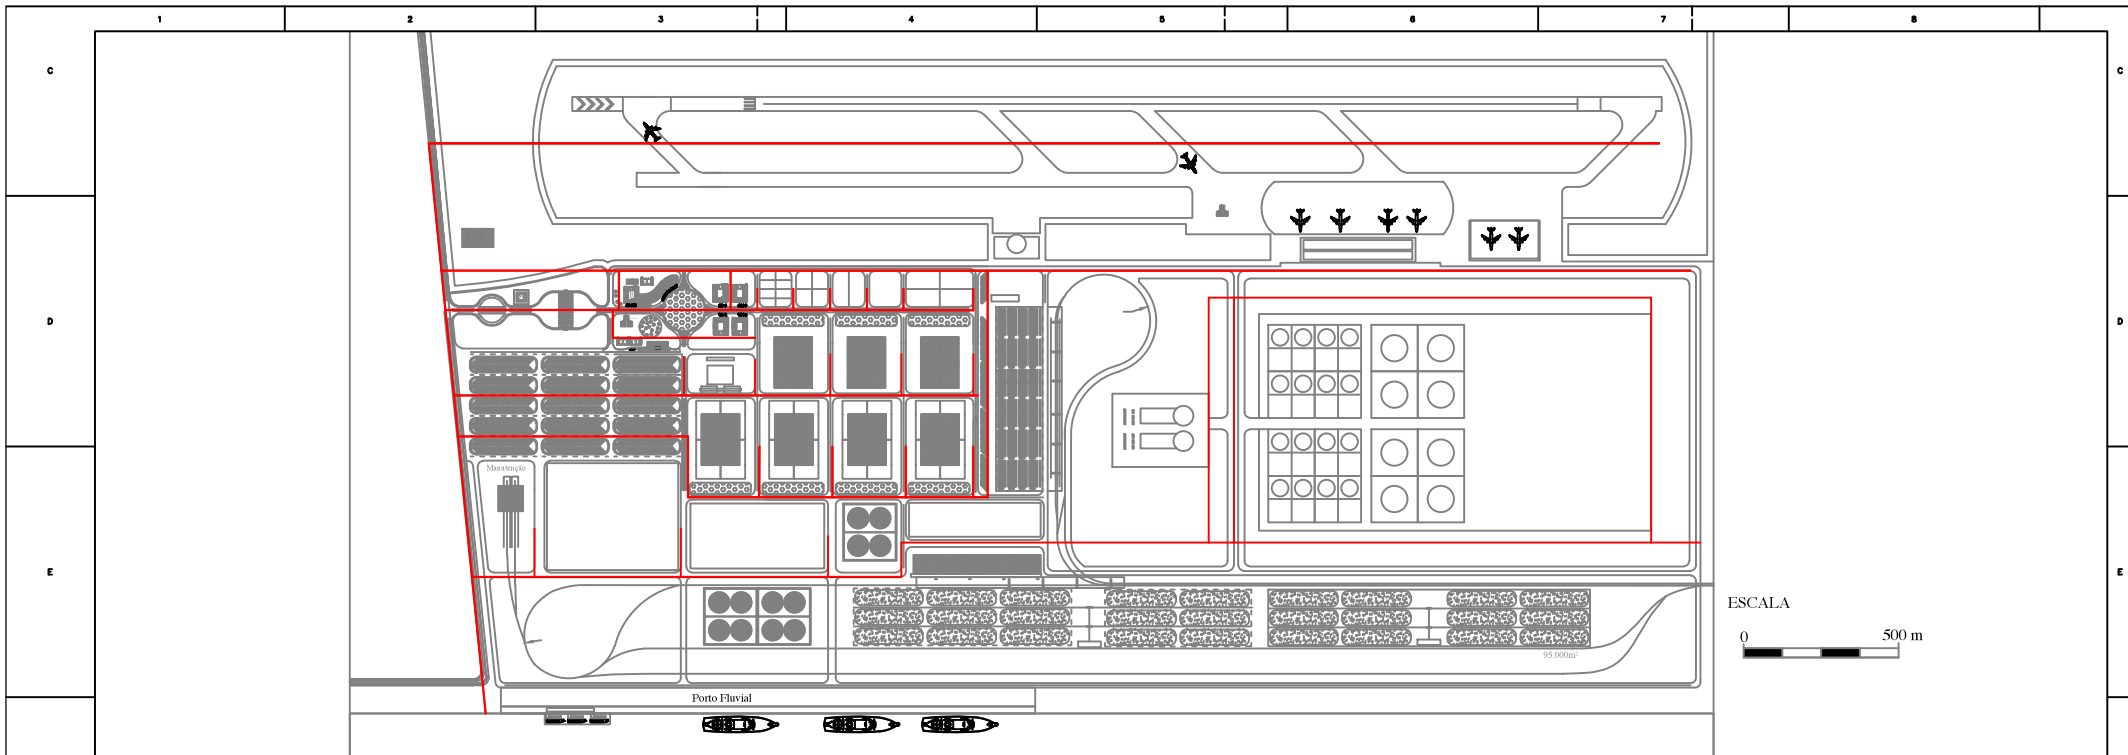 1 2 3 4 5 6 7 8
C C
D D
Manutenção
E E
ESCALA
0 500 m
95.000m²
Porto Fluvial